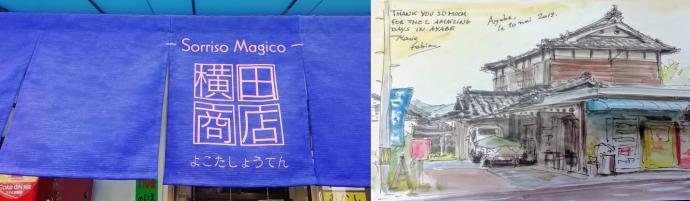 Sorriso Magico
横田
商店
よこたしょうてん
THANK YOU SO MUCH
FOR THE 2 AMAZING
DAYS IN AYABE
Ayabe,
le 10 mai 2019.